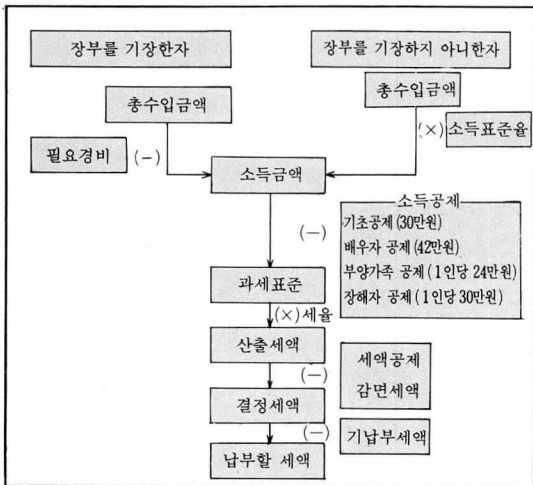 장부를 기장한자
장부를 기장하지 아니한자
총수입금액
총수입금액
(×) 소득표준율
필요경비 (-)
소득금액
(-)
소득공제
기초공제 (30만원)
배우자 공제 (42만원)
부양가족 공제 (1인당 24만원)
장해자 공제 (1인당 30만원)
과세표준
(×) 세율
산출세액
(-)
세액공제
감면세액
결정세액
(-)
기납부세액
납부할 세액